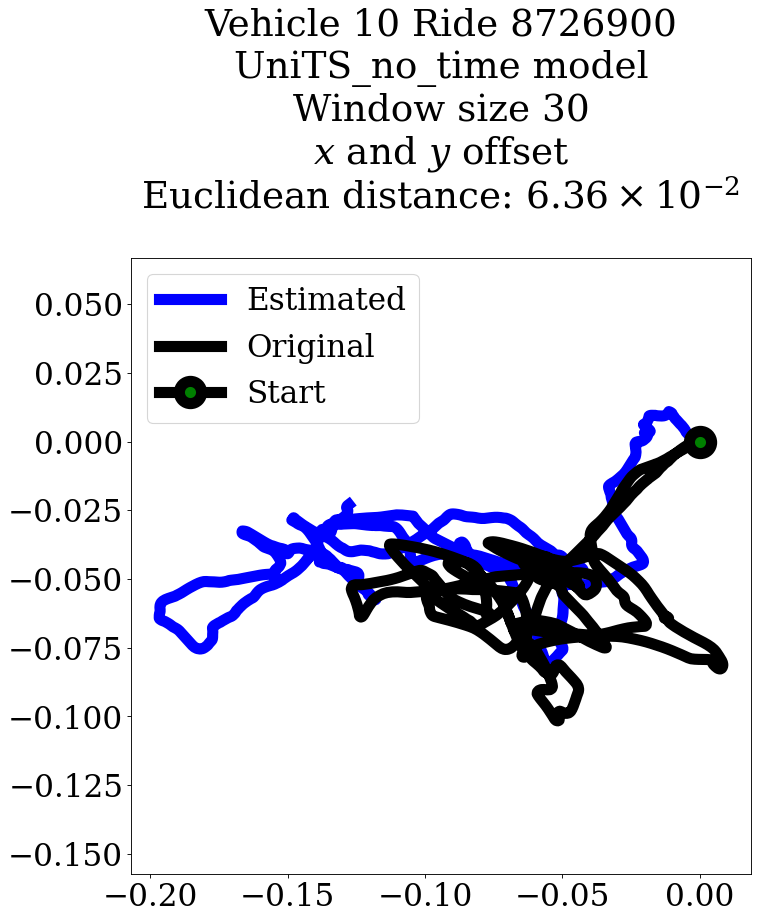 Vehicle 10 Ride 8726900
UniTS_no_time model
Window size 30
x and y offset
Euclidean distance: 6.36 × 10⁻²
Estimated
Original
Start
0.050
0.025
0.000
−0.025
−0.050
−0.075
−0.100
−0.125
−0.150
−0.20 −0.15 −0.10 −0.05 0.00